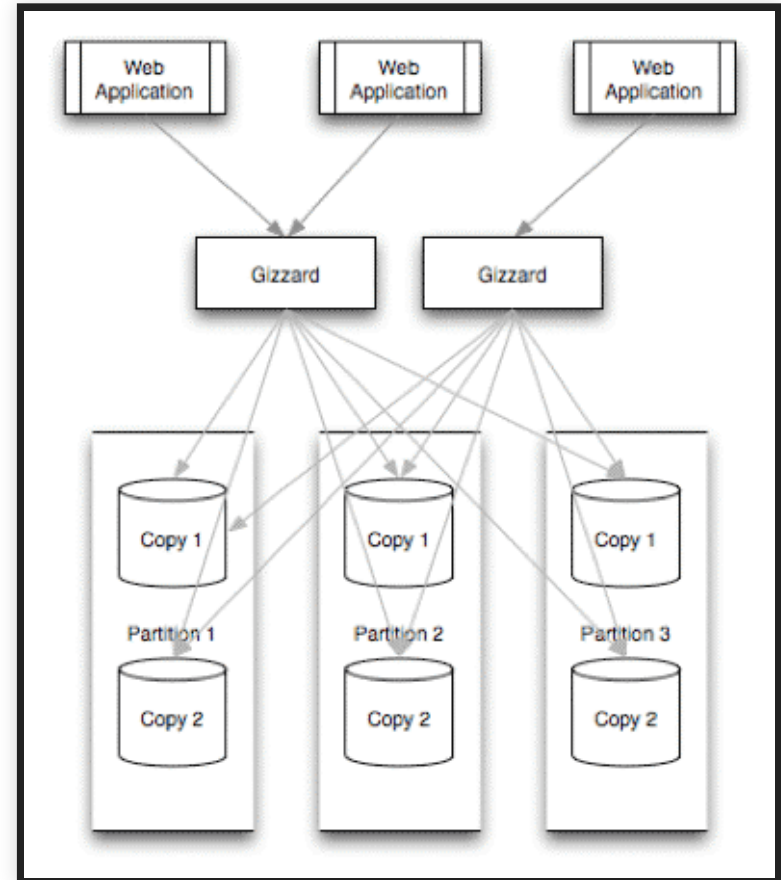 Web
Application
Web
Application
Web
Application
Gizzard
Gizzard
Copy 1
Copy 1
Copy 1
Partition 1
Partition 2
Partition 3
Copy 2
Copy 2
Copy 2